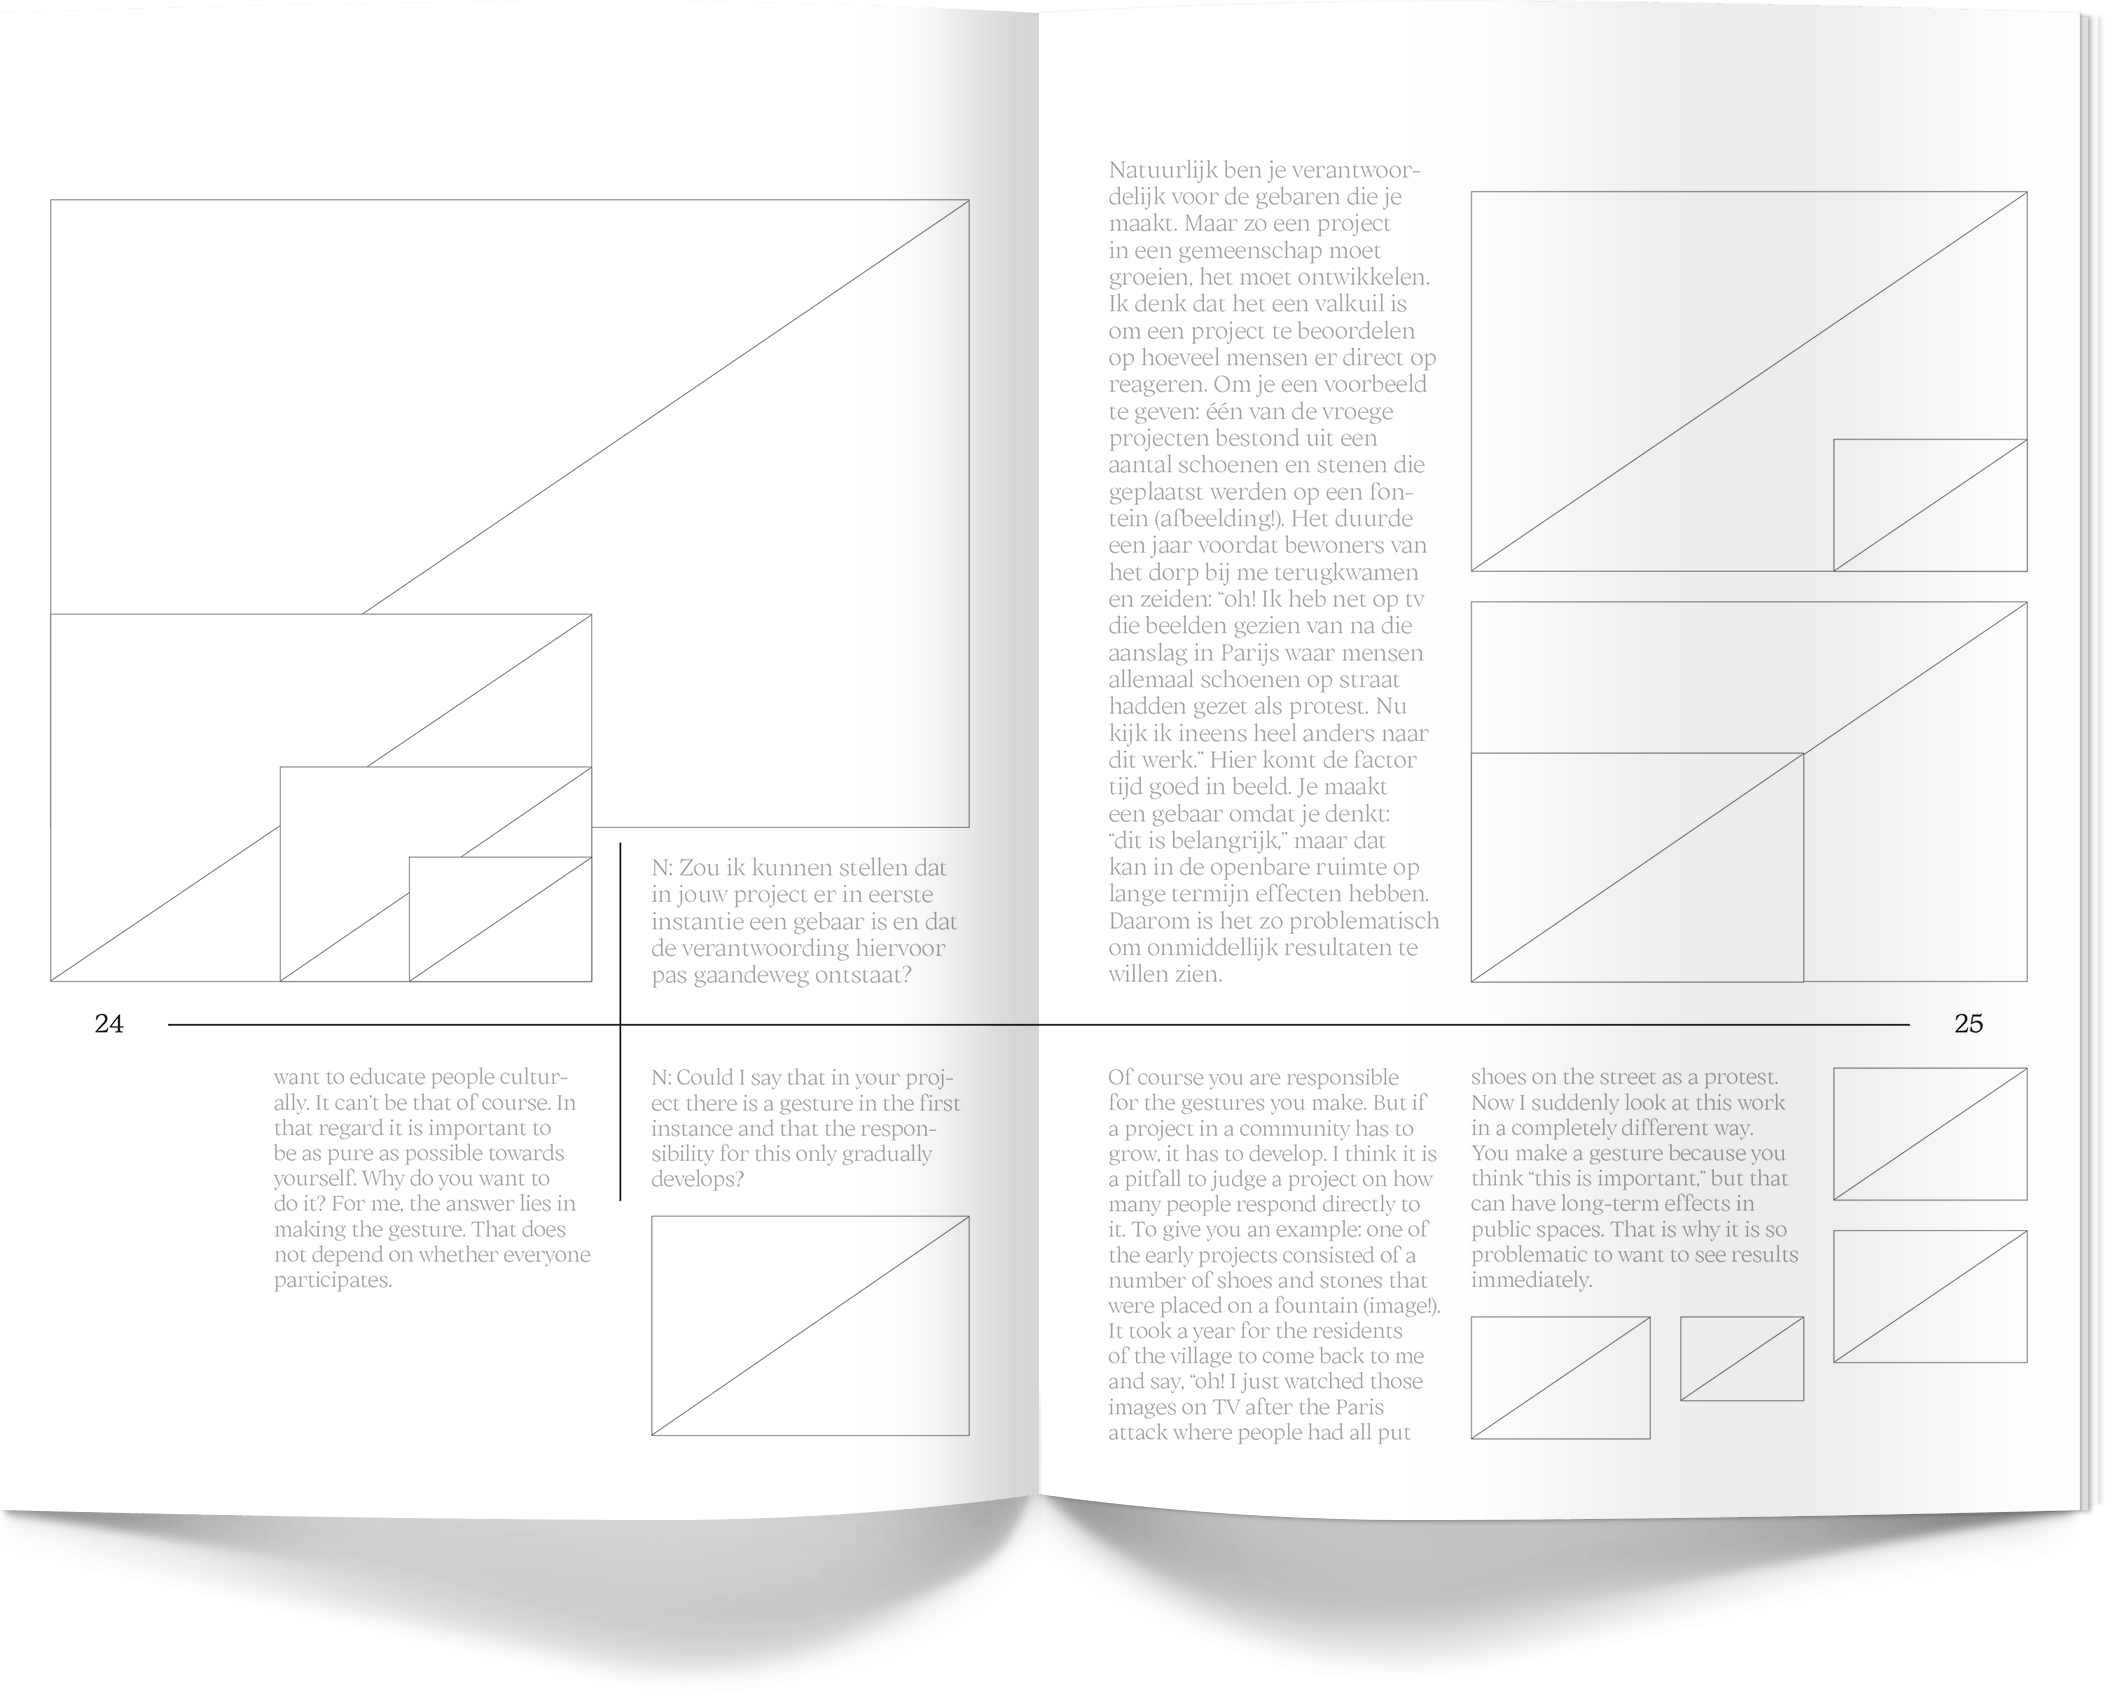 N: Zou ik kunnen stellen dat
in jouw project er in eerste
instantie een gebaar is en dat
de verantwoording hiervoor
pas gaandeweg ontstaat?
24
want to educate people cultur-
ally. It can't be that of course. In
that regard it is important to
be as pure as possible towards
yourself. Why do you want to
do it? For me, the answer lies in
making the gesture. That does
not depend on whether everyone
participates.
N: Could I say that in your proj-
ect there is a gesture in the first
instance and that the respon-
sibility for this only gradually
develops?
Natuurlijk ben je verantwoor-
delijk voor de gebaren die je
maakt. Maar zo een project
in een gemeenschap moet
groeien, het moet ontwikkelen.
Ik denk dat het een valkuil is
om een project te beoordelen
op hoeveel mensen er direct op
reageren. Om je een voorbeeld
te geven: één van de vroege
projecten bestond uit een
aantal schoenen en stenen die
geplaatst werden op een fon-
tein (afbeelding!). Het duurde
een jaar voordat bewoners van
het dorp bij me terugkwamen
en zeiden: “oh! Ik heb net op tv
die beelden gezien van na die
aanslag in Parijs waar mensen
allemaal schoenen op straat
hadden gezet als protest. Nu
kijk ik ineens heel anders naar
dit werk.” Hier komt de factor
tijd goed in beeld. Je maakt
een gebaar omdat je denkt:
“dit is belangrijk,” maar dat
kan in de openbare ruimte op
lange termijn effecten hebben.
Daarom is het zo problematisch
om onmiddellijk resultaten te
willen zien.
25
Of course you are responsible
for the gestures you make. But if
a project in a community has to
grow, it has to develop. I think it is
a pitfall to judge a project on how
many people respond directly to
it. To give you an example: one of
the early projects consisted of a
number of shoes and stones that
were placed on a fountain (image!).
It took a year for the residents
of the village to come back to me
and say, “oh! I just watched those
images on TV after the Paris
attack where people had all put
shoes on the street as a protest.
Now I suddenly look at this work
in a completely different way.
You make a gesture because you
think “this is important,” but that
can have long-term effects in
public spaces. That is why it is so
problematic to want to see results
immediately.